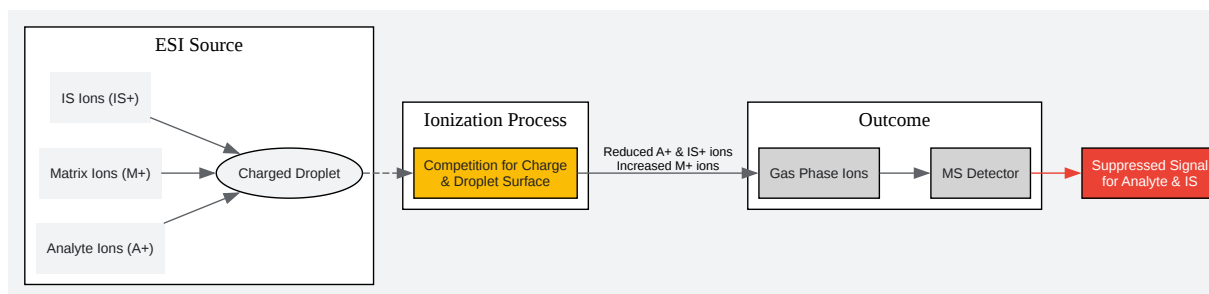 ESI Source
IS Ions (IS+)
Matrix Ions (M+)
Analyte Ions (A+)
Charged Droplet
Ionization Process
Competition for Charge
& Droplet Surface
Reduced A+ & IS+ ions
Increased M+ ions
Outcome
Gas Phase Ions
MS Detector
Suppressed Signal
for Analyte & IS